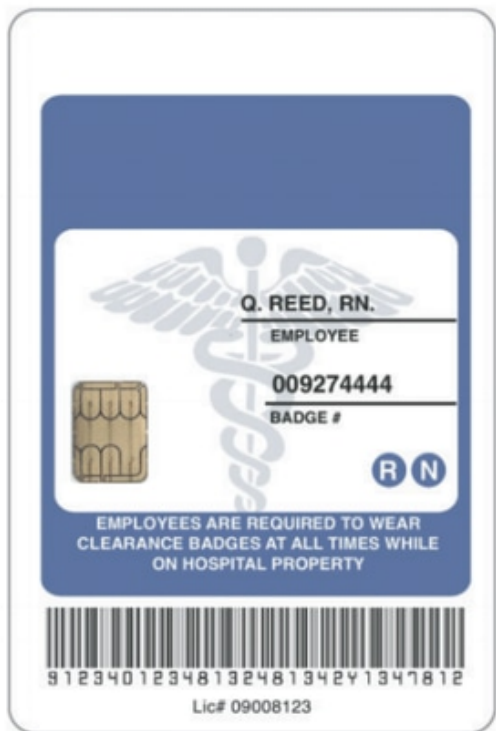 Q. REED, RN.
EMPLOYEE
009274444
BADGE #
R N
EMPLOYEES ARE REQUIRED TO WEAR
CLEARANCE BADGES AT ALL TIMES WHILE
ON HOSPITAL PROPERTY
9123401234813248134241347812
Lic# 09008123